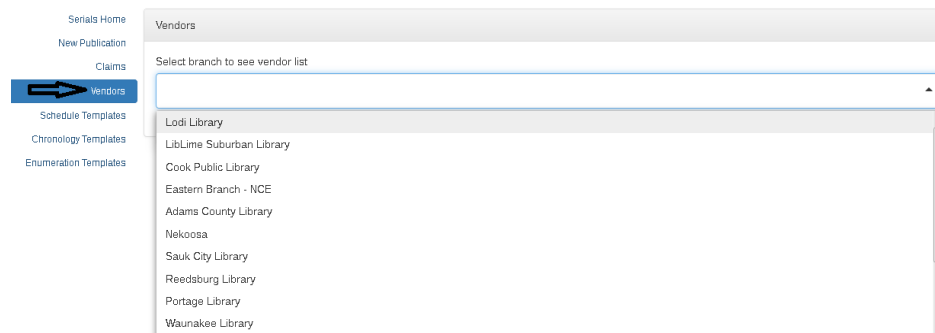 Serials Home
New Publication
Claims
Vendors
Schedule Templates
Chronology Templates
Enumeration Templates
Vendors
Select branch to see vendor list
Lodi Library
LibLime Suburban Library
Cook Public Library
Eastern Branch - NCE
Adams County Library
Nekoosa
Sauk City Library
Reedsburg Library
Portage Library
Waunakee Library